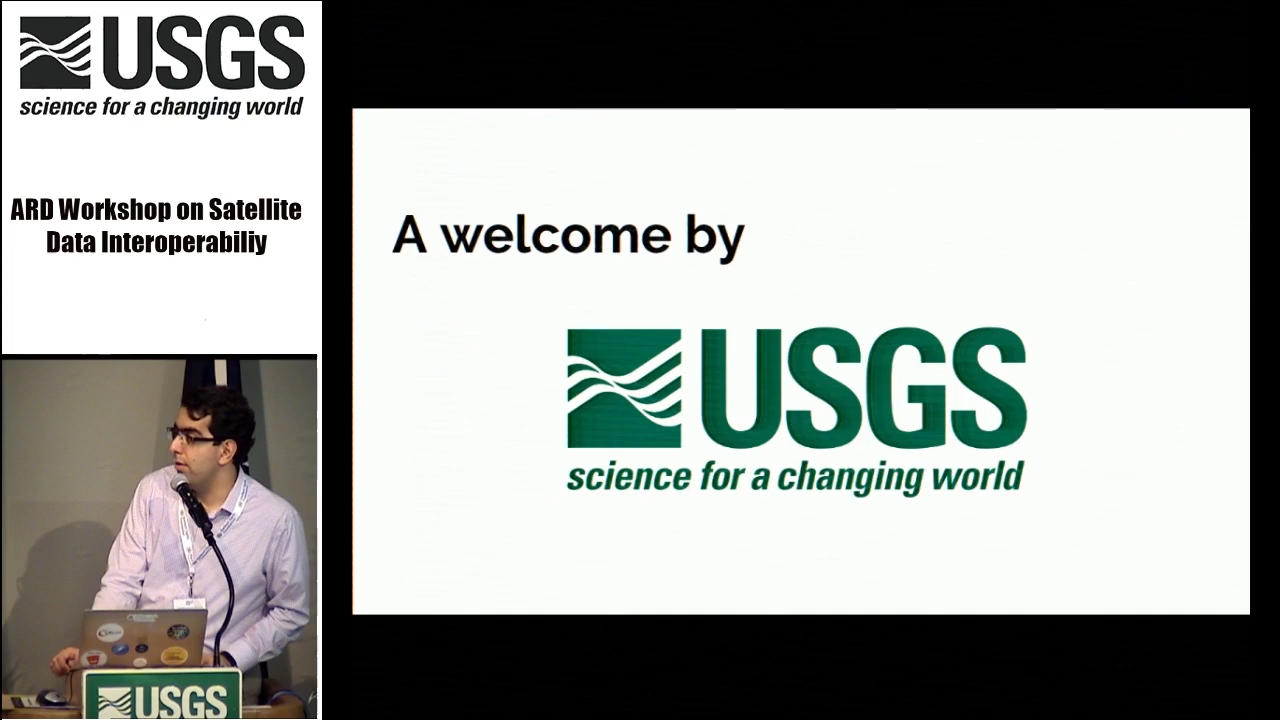 USGS
science for a changing world
ARD Workshop on Satellite
Data Interoperabiliy
A welcome by
USGS
science for a changing world
USGS